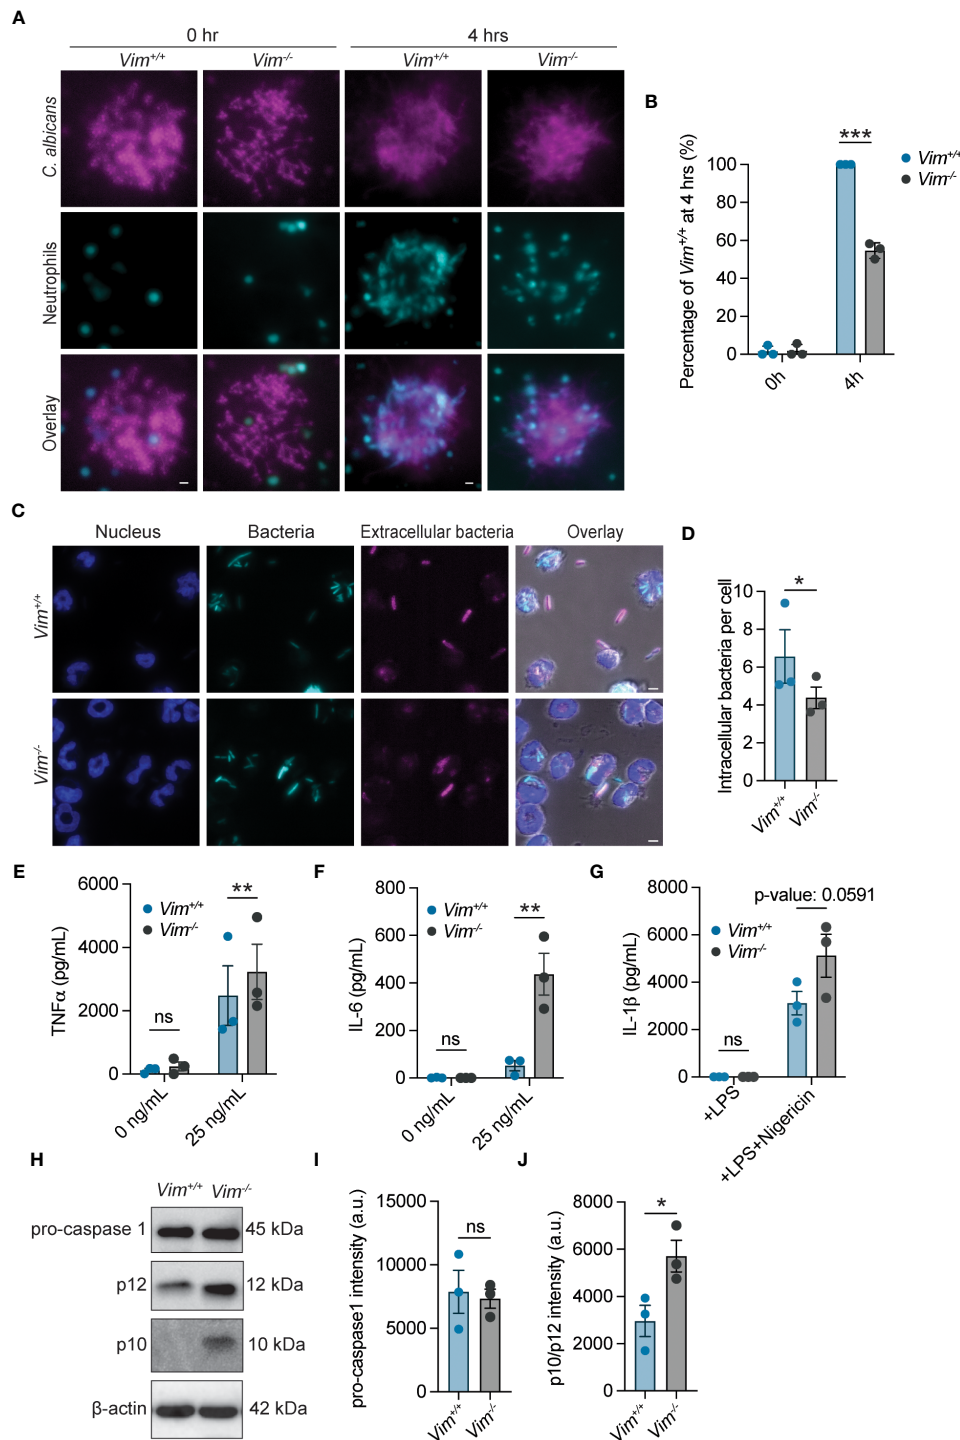 A
0 hr
4 hrs
Vim+/+
Vim-/-
Vim+/+
Vim-/-
C. albicans
Neutrophils
Overlay
B
***
Vim+/+
Vim-/-
Percentage of Vim+/+ at 4 hrs (%)
100
80
60
40
20
0
0h
4h
C
Nucleus
Bacteria
Extracellular bacteria
Overlay
Vim+/+
Vim-/-
D
*
Intracellular bacteria per cell
10
8
6
4
2
0
Vim+/+
Vim-/-
E
TNFα (pg/mL)
6000
4000
2000
0
Vim+/+
Vim-/-
**
ns
0 ng/mL
25 ng/mL
F
IL-6 (pg/mL)
800
600
400
200
0
Vim+/+
Vim-/-
**
ns
0 ng/mL
25 ng/mL
G
IL-1β (pg/mL)
8000
6000
4000
2000
0
p-value: 0.0591
Vim+/+
Vim-/-
ns
+LPS
+LPS+Nigericin
H
Vim+/+
Vim-/-
pro-caspase 1
45 kDa
p12
12 kDa
p10
10 kDa
β-actin
42 kDa
I
pro-caspase1 intensity (a.u.)
15000
10000
5000
0
ns
Vim+/+
Vim-/-
J
p10/p12 intensity (a.u.)
8000
6000
4000
2000
0
*
Vim+/+
Vim-/-